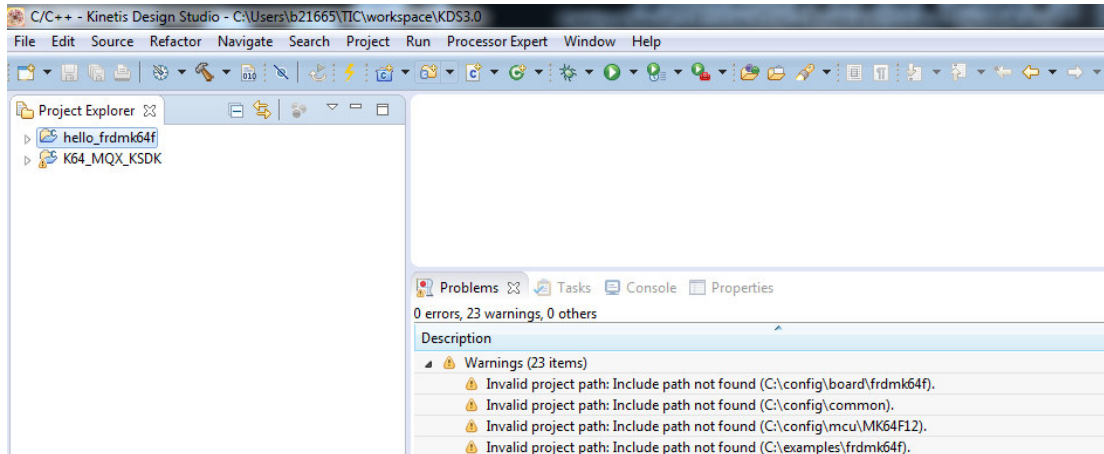 C/C++ - Kinetis Design Studio - C:\Users\b21665\TIC\workspace\KDS3.0
File Edit Source Refactor Navigate Search Project Run Processor Expert Window Help
Project Explorer
hello_frdmk64f
K64_MQX_KSDK
Problems Tasks Console Properties
0 errors, 23 warnings, 0 others
Description
Warnings (23 items)
Invalid project path: Include path not found (C:\config\board\frdmk64f).
Invalid project path: Include path not found (C:\config\common).
Invalid project path: Include path not found (C:\config\mcu\MK64F12).
Invalid project path: Include path not found (C:\examples\frdmk64f).